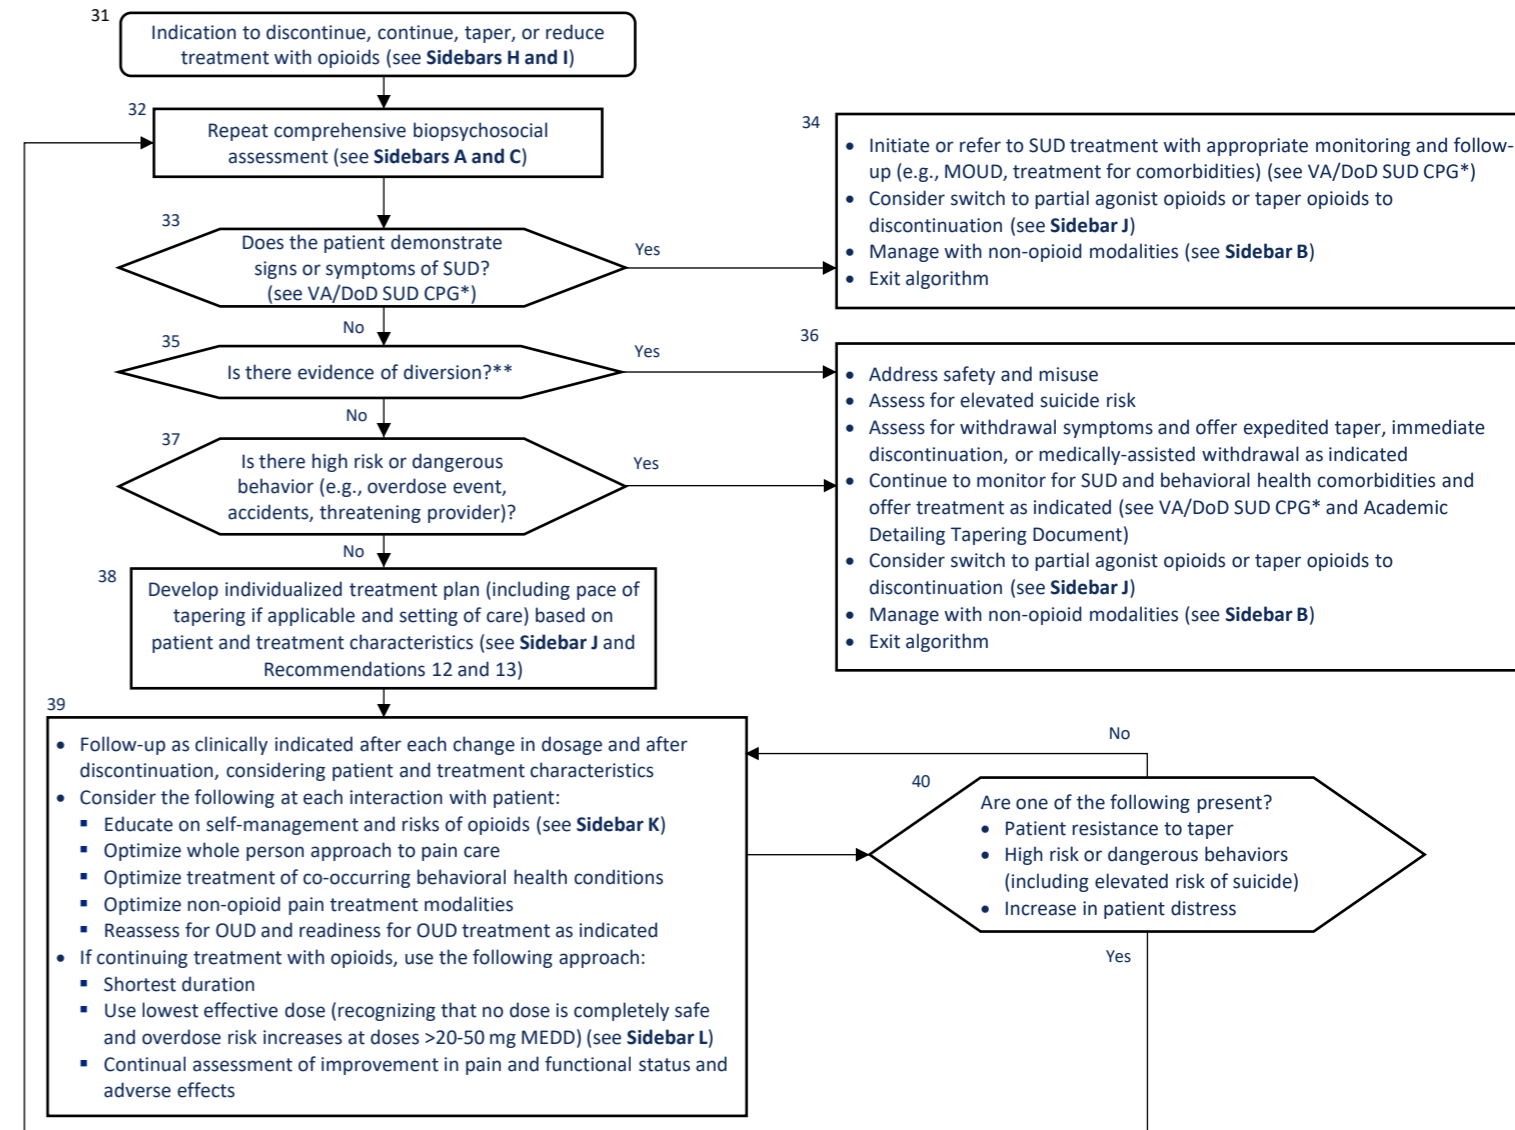 31
Indication to discontinue, continue, taper, or reduce
treatment with opioids (see Sidebars H and I)
32
Repeat comprehensive biopsychosocial
assessment (see Sidebars A and C)
33
Does the patient demonstrate
signs or symptoms of SUD?
(see VA/DoD SUD CPG*)
Yes
No
34
• Initiate or refer to SUD treatment with appropriate monitoring and follow-
up (e.g., MOUD, treatment for comorbidities) (see VA/DoD SUD CPG*)
• Consider switch to partial agonist opioids or taper opioids to
discontinuation (see Sidebar J)
• Manage with non-opioid modalities (see Sidebar B)
• Exit algorithm
35
Is there evidence of diversion?**
Yes
No
36
• Address safety and misuse
• Assess for elevated suicide risk
• Assess for withdrawal symptoms and offer expedited taper, immediate
discontinuation, or medically-assisted withdrawal as indicated
• Continue to monitor for SUD and behavioral health comorbidities and
offer treatment as indicated (see VA/DoD SUD CPG* and Academic
Detailing Tapering Document)
• Consider switch to partial agonist opioids or taper opioids to
discontinuation (see Sidebar J)
• Manage with non-opioid modalities (see Sidebar B)
• Exit algorithm
37
Is there high risk or dangerous
behavior (e.g., overdose event,
accidents, threatening provider)?
Yes
No
38
Develop individualized treatment plan (including pace of
tapering if applicable and setting of care) based on
patient and treatment characteristics (see Sidebar J and
Recommendations 12 and 13)
39
• Follow-up as clinically indicated after each change in dosage and after
discontinuation, considering patient and treatment characteristics
• Consider the following at each interaction with patient:
▪ Educate on self-management and risks of opioids (see Sidebar K)
▪ Optimize whole person approach to pain care
▪ Optimize treatment of co-occurring behavioral health conditions
▪ Optimize non-opioid pain treatment modalities
▪ Reassess for OUD and readiness for OUD treatment as indicated
• If continuing treatment with opioids, use the following approach:
▪ Shortest duration
▪ Use lowest effective dose (recognizing that no dose is completely safe
and overdose risk increases at doses >20-50 mg MEDD) (see Sidebar L)
▪ Continual assessment of improvement in pain and functional status and
adverse effects
No
40
Are one of the following present?
• Patient resistance to taper
• High risk or dangerous behaviors
(including elevated risk of suicide)
• Increase in patient distress
Yes